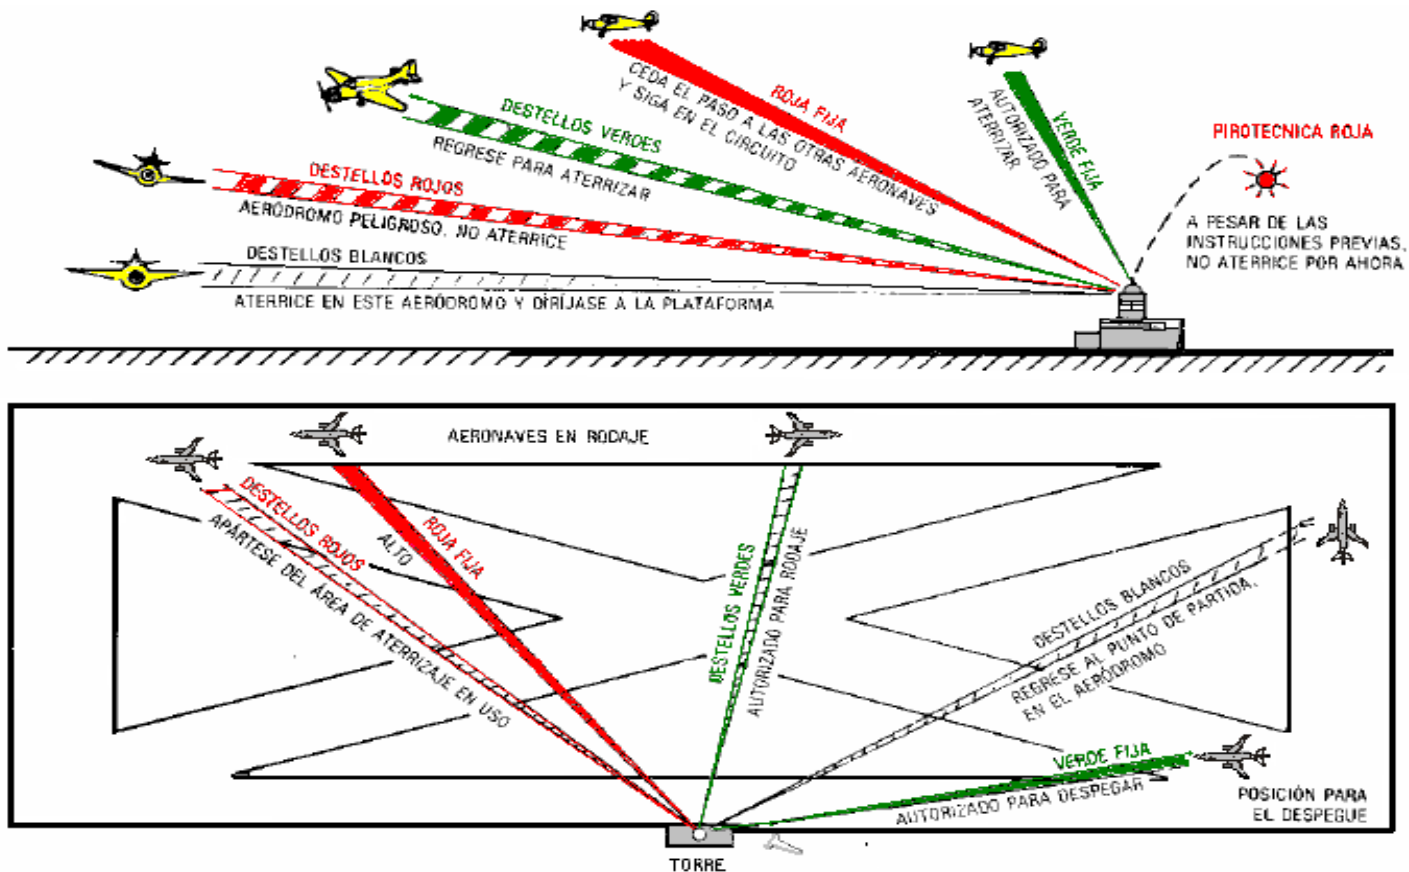 ROJA FIJA
CEDA EL PASO A LAS OTRAS AERONAVES
Y SIGA EN EL CIRCUITO
VERDE FIJA
AUTORIZADO PARA
ATERRIZAR
PIROTECNICA ROJA
A PESAR DE LAS
INSTRUCCIONES PREVIAS,
NO ATERRICE POR AHORA
DESTELLOS VERDES
REGRESE PARA ATERRIZAR
DESTELLOS ROJOS
AERÓDROMO PELIGROSO, NO ATERRICE
DESTELLOS BLANCOS
ATERRICE EN ESTE AERÓDROMO Y DIRÍJASE A LA PLATAFORMA
AERONAVES EN RODAJE
DESTELLOS ROJOS
APÁRTESE DEL ÁREA DE ATERRIZAJE EN USO
ROJA FIJA
ALTO
DESTELLOS VERDES
AUTORIZADO PARA RODAJE
DESTELLOS BLANCOS
REGRESE AL PUNTO DE PARTIDA,
EN EL AERÓDROMO
VERDE FIJA
AUTORIZADO PARA DESPEGAR
POSICIÓN PARA
EL DESPEGUE
TORRE